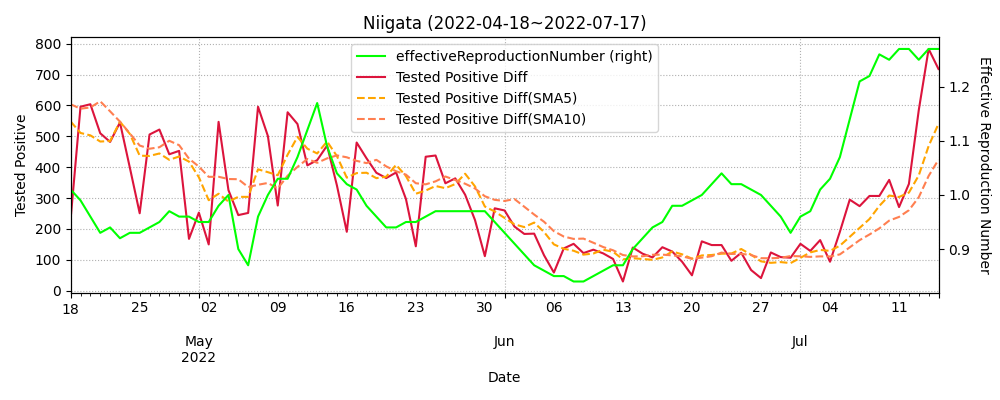 Niigata (2022-04-18~2022-07-17)
effectiveReproductionNumber (right)
Tested Positive Diff
Tested Positive Diff(SMA5)
Tested Positive Diff(SMA10)
Tested Positive
800
700
600
500
400
300
200
100
0
Effective Reproduction Number
1.2
1.1
1.0
0.9
18 25 02 09 16 23 30 06 13 20 27 04 11
May Jun Jul
2022
Date